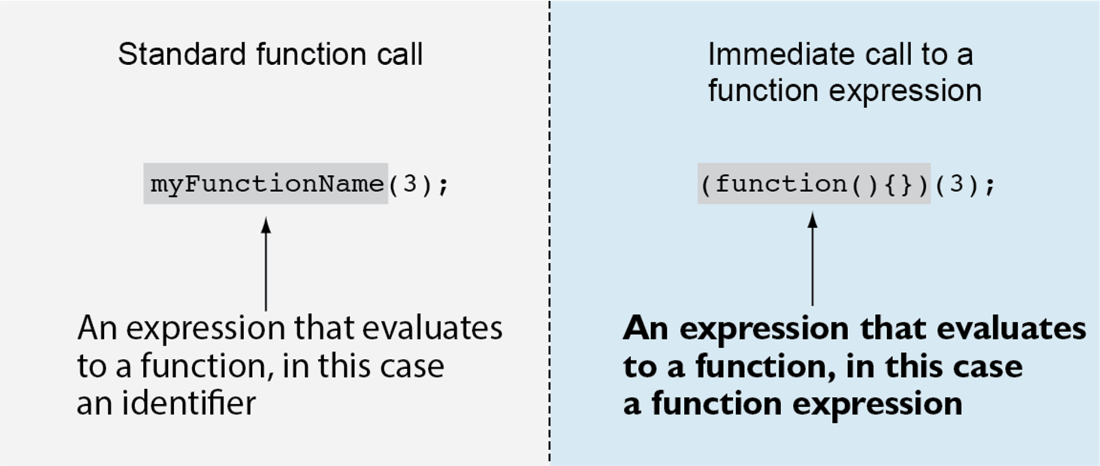 Standard function call
myFunctionName(3);
An expression that evaluates
to a function, in this case
an identifier
Immediate call to a
function expression
(function(){})(3);
An expression that evaluates
to a function, in this case
a function expression